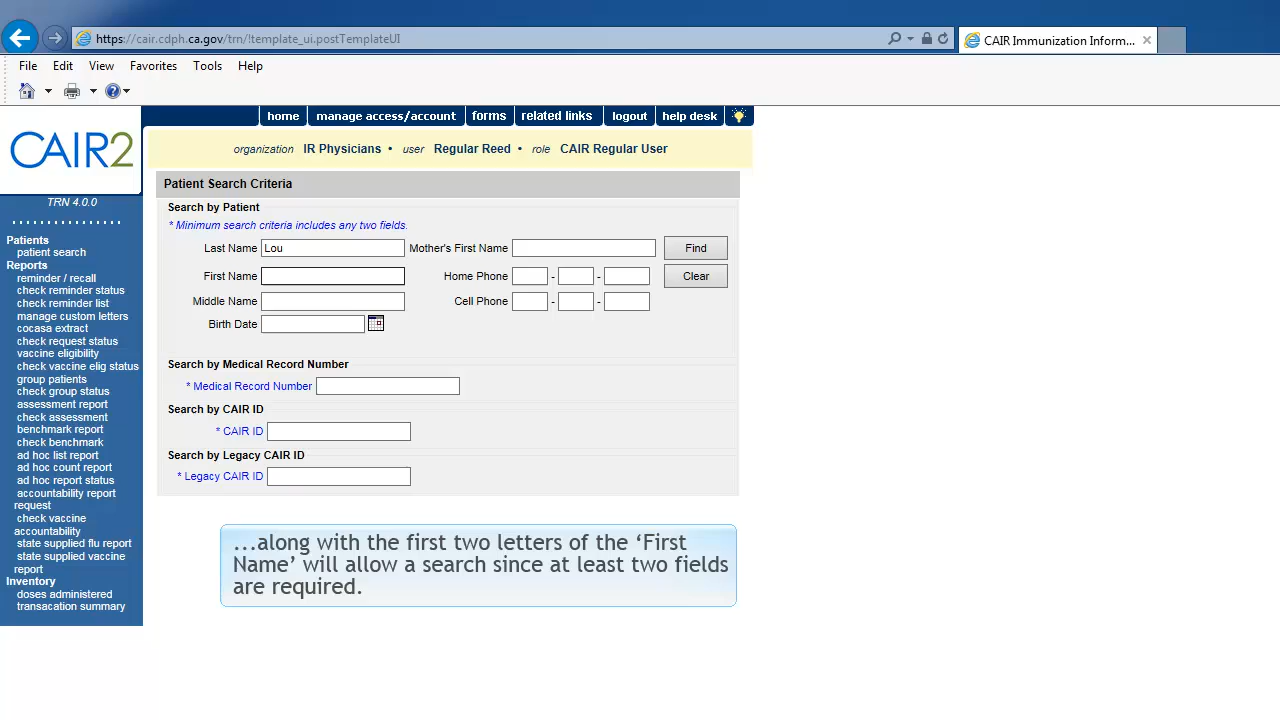 https://cair.cdph.ca.gov/trn/!template_ui.postTemplateUI
CAIR Immunization Inform...
File Edit View Favorites Tools Help
CAIR2
home manage access/account forms related links logout help desk
organization IR Physicians • user Regular Reed • role CAIR Regular User
TRN 4.0.0
Patients
patient search
Reports
reminder / recall
check reminder status
check reminder list
manage custom letters
cocasa extract
check request status
vaccine eligibility
check vaccine elig status
group patients
check group status
assessment report
check assessment
benchmark report
check benchmark
ad hoc list report
ad hoc count report
ad hoc report status
accountability report
request
check vaccine
accountability
state supplied flu report
state supplied vaccine
report
Inventory
doses administered
transacation summary
Patient Search Criteria
Search by Patient
* Minimum search criteria includes any two fields.
Last Name Lou Mother's First Name Find
First Name Home Phone - - Clear
Middle Name Cell Phone - -
Birth Date
Search by Medical Record Number
* Medical Record Number
Search by CAIR ID
* CAIR ID
Search by Legacy CAIR ID
* Legacy CAIR ID
...along with the first two letters of the ‘First
Name’ will allow a search since at least two fields
are required.